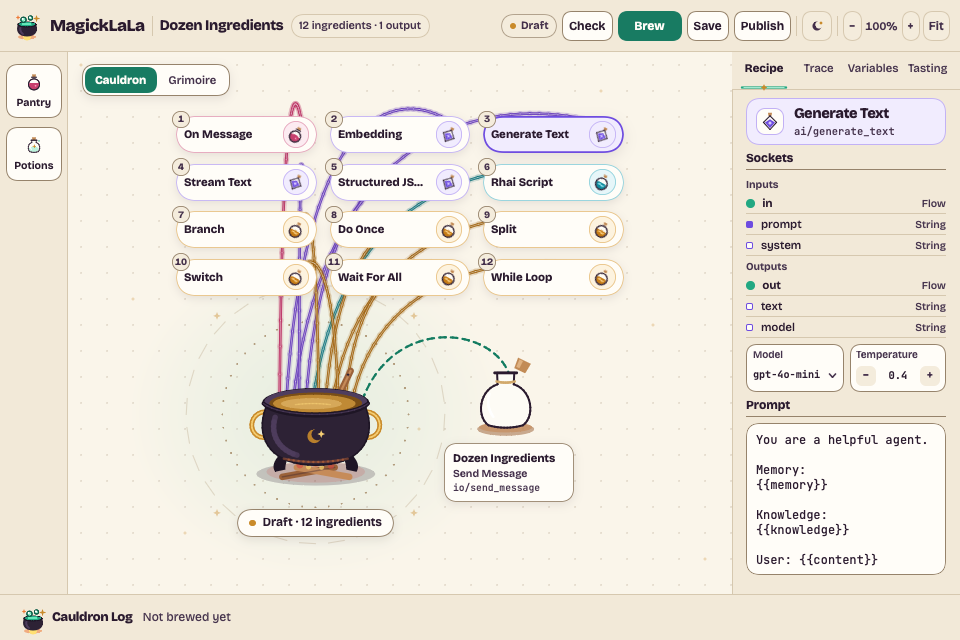 MagickLaLa
Dozen Ingredients
12 ingredients · 1 output
Draft
Check
Brew
Save
Publish
−
100%
+
Fit
Pantry
Potions
Cauldron
Grimoire
1
On Message
2
Embedding
3
Generate Text
4
Stream Text
5
Structured JS...
6
Rhai Script
7
Branch
8
Do Once
9
Split
10
Switch
11
Wait For All
12
While Loop
Dozen Ingredients
Send Message
io/send_message
Draft · 12 ingredients
Recipe
Trace
Variables
Tasting
Generate Text
ai/generate_text
Sockets
Inputs
in Flow
prompt String
system String
Outputs
out Flow
text String
model String
Model
gpt-4o-mini
Temperature
− 0.4 +
Prompt
You are a helpful agent.
Memory:
{{memory}}
Knowledge:
{{knowledge}}
User: {{content}}
Cauldron Log
Not brewed yet